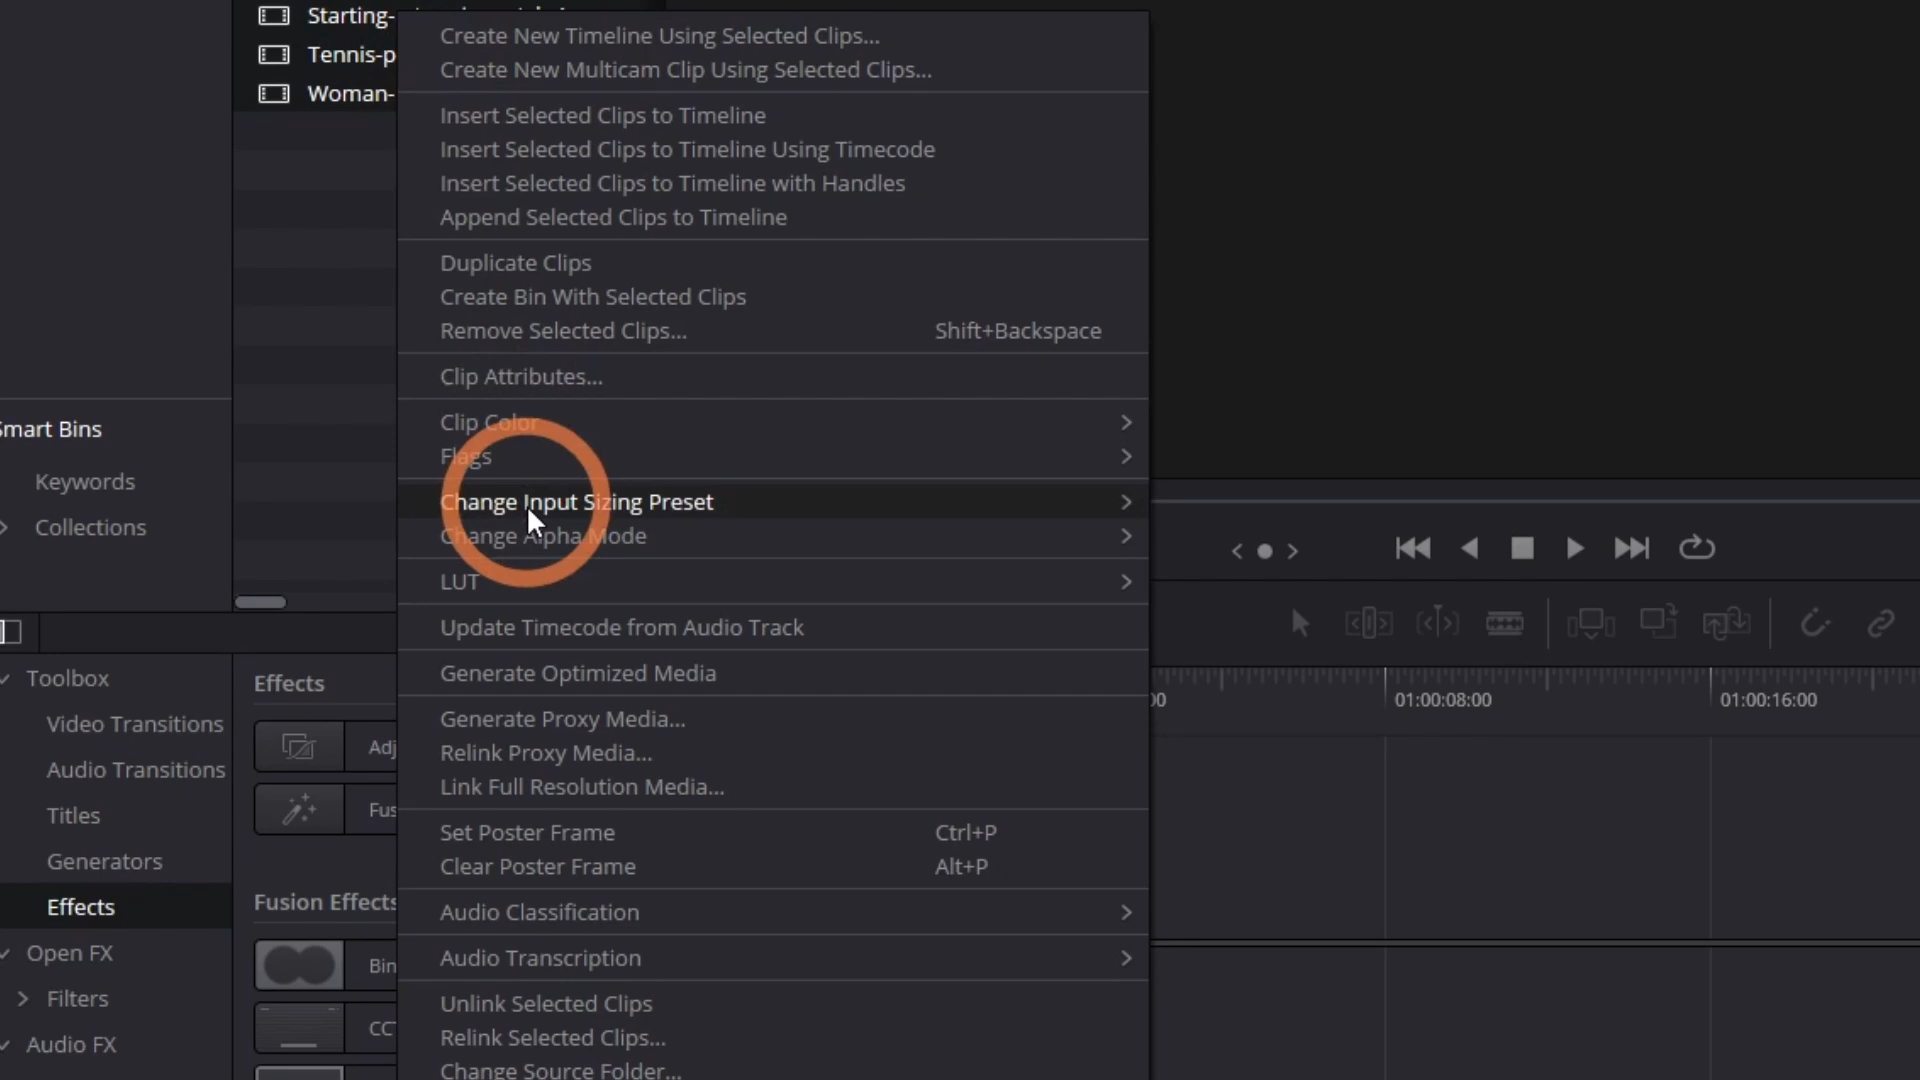 Starting-
Tennis-p
Woman-
Create New Timeline Using Selected Clips...
Create New Multicam Clip Using Selected Clips...
Insert Selected Clips to Timeline
Insert Selected Clips to Timeline Using Timecode
Insert Selected Clips to Timeline with Handles
Append Selected Clips to Timeline
Duplicate Clips
Create Bin With Selected Clips
Remove Selected Clips... Shift+Backspace
Clip Attributes...
Clip Color
Flags
Change Input Sizing Preset
Change Alpha Mode
LUT
Update Timecode from Audio Track
Generate Optimized Media
Generate Proxy Media...
Relink Proxy Media...
Link Full Resolution Media...
Set Poster Frame Ctrl+P
Clear Poster Frame Alt+P
Audio Classification
Audio Transcription
Unlink Selected Clips
Relink Selected Clips...
Change Source Folder...
Smart Bins
Keywords
Collections
Toolbox
Video Transitions
Audio Transitions
Titles
Generators
Effects
Open FX
Filters
Audio FX
Effects
Adj
Fus
Fusion Effects
Bin
CC
00
01:00:08:00
01:00:16:00